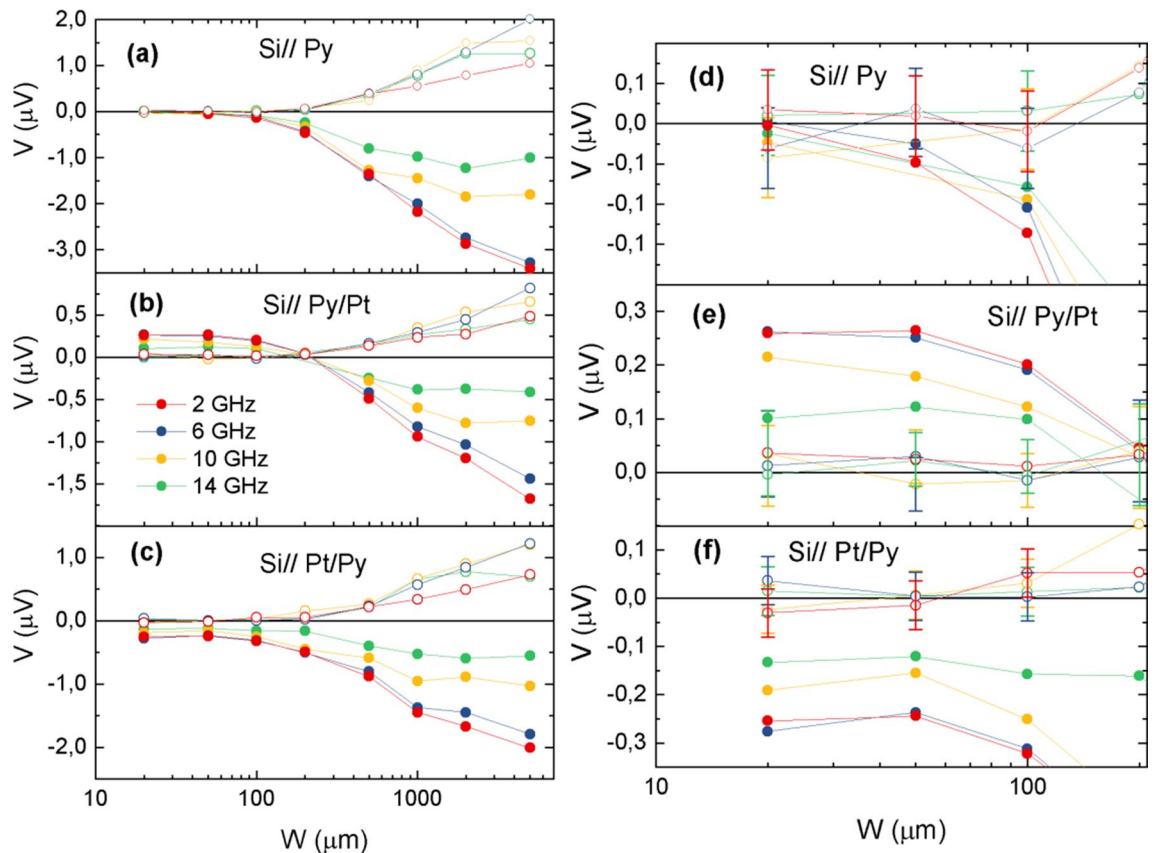 (a) Si// Py
2,0
1,0
0,0
-1,0
-2,0
-3,0
V (μV)
(b) Si// Py/Pt
0,5
0,0
-0,5
-1,0
-1,5
V (μV)
2 GHz
6 GHz
10 GHz
14 GHz
(c) Si// Pt/Py
1,0
0,0
-1,0
-2,0
V (μV)
10 100 1000
W (μm)
(d) Si// Py
0,1
0,0
-0,1
-0,1
-0,1
V (μV)
(e) Si// Py/Pt
0,3
0,2
0,1
0,0
V (μV)
(f) Si// Pt/Py
0,1
0,0
-0,1
-0,2
-0,3
V (μV)
10 100
W (μm)